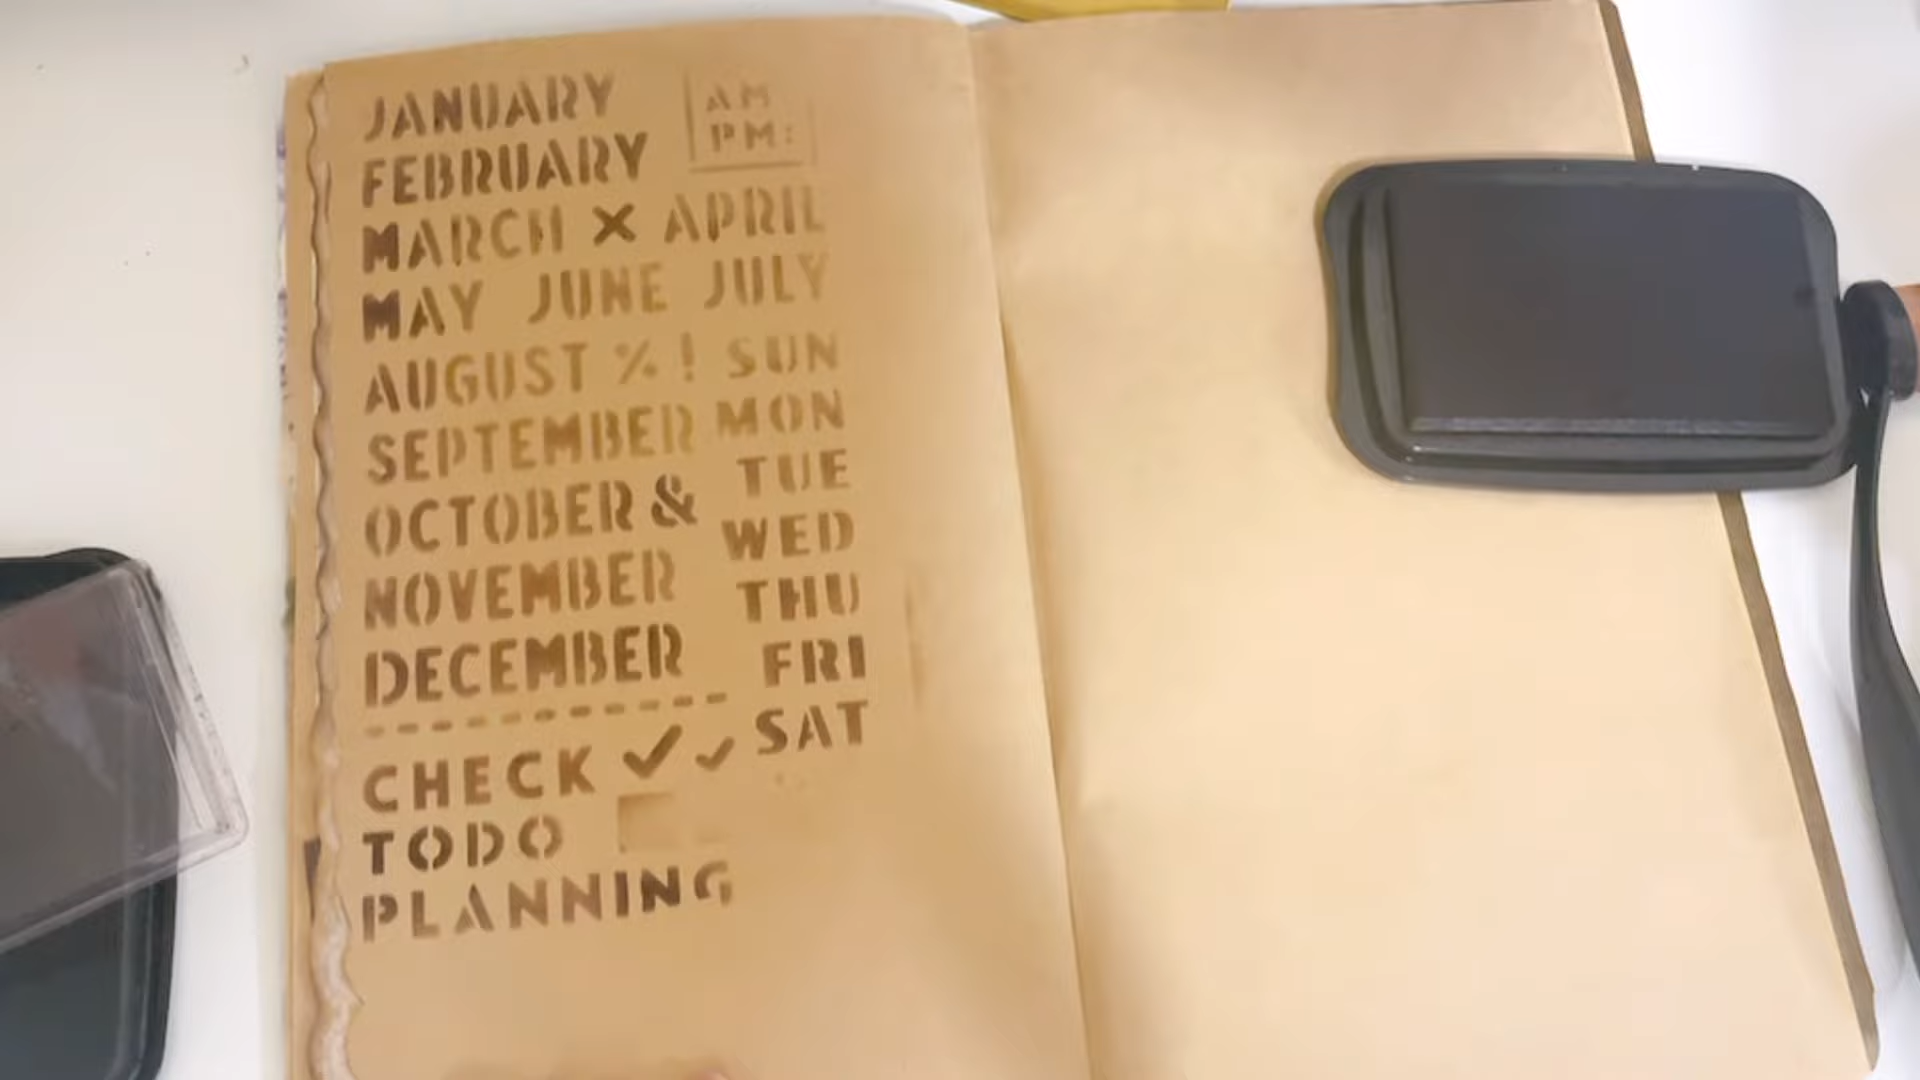 JANUARY
AM
PM:
FEBRUARY
MARCH × APRIL
MAY JUNE JULY
AUGUST % ! SUN
SEPTEMBER MON
TUE
OCTOBER &
WED
NOVEMBER
THU
DECEMBER
FRI
SAT
CHECK ✓ ✓
TODO
PLANNING